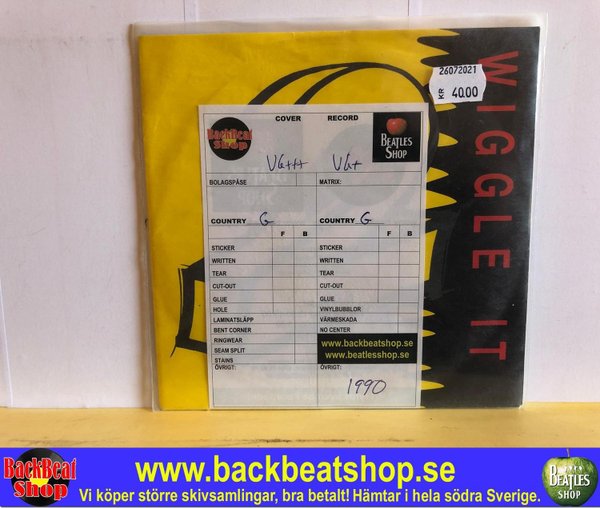 26072021
KR 40.00
WIGGLE IT
BackBeat Shop
COVER RECORD
BEATLES SHOP
VG+++ VG+
BOLAGSPÅSE MATRIX:
COUNTRY G COUNTRY G
F B F B
STICKER STICKER
WRITTEN WRITTEN
TEAR TEAR
CUT-OUT CUT-OUT
GLUE GLUE
HOLE VINYLBUBBLOR
LAMINATSLÄPP VÄRMESKADA
BENT CORNER NO CENTER
RINGWEAR www.backbeatshop.se
SEAM SPLIT www.beatlesshop.se
STAINS
ÖVRIGT: ÖVRIGT:
1990
BackBeat Shop
www.backbeatshop.se
Vi köper större skivsamlingar, bra betalt! Hämtar i hela södra Sverige.
BEATLES SHOP